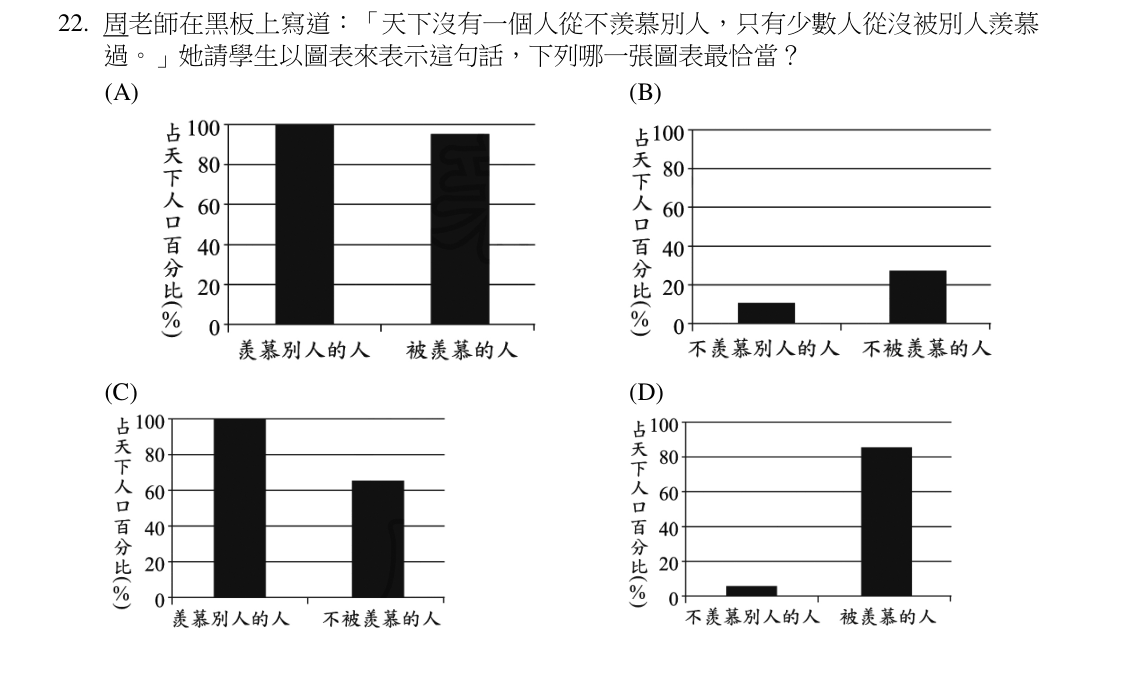 22. 周老師在黑板上寫道：「天下沒有一個人從不羨慕別人，只有少數人從沒被別人羨慕
過。」她請學生以圖表來表示這句話，下列哪一張圖表最恰當？
(A)
占天下人口百分比(%)
100
80
60
40
20
0
羨慕別人的人 被羨慕的人
(B)
占天下人口百分比(%)
100
80
60
40
20
0
不羨慕別人的人 不被羨慕的人
(C)
占天下人口百分比(%)
100
80
60
40
20
0
羨慕別人的人 不被羨慕的人
(D)
占天下人口百分比(%)
100
80
60
40
20
0
不羨慕別人的人 被羨慕的人